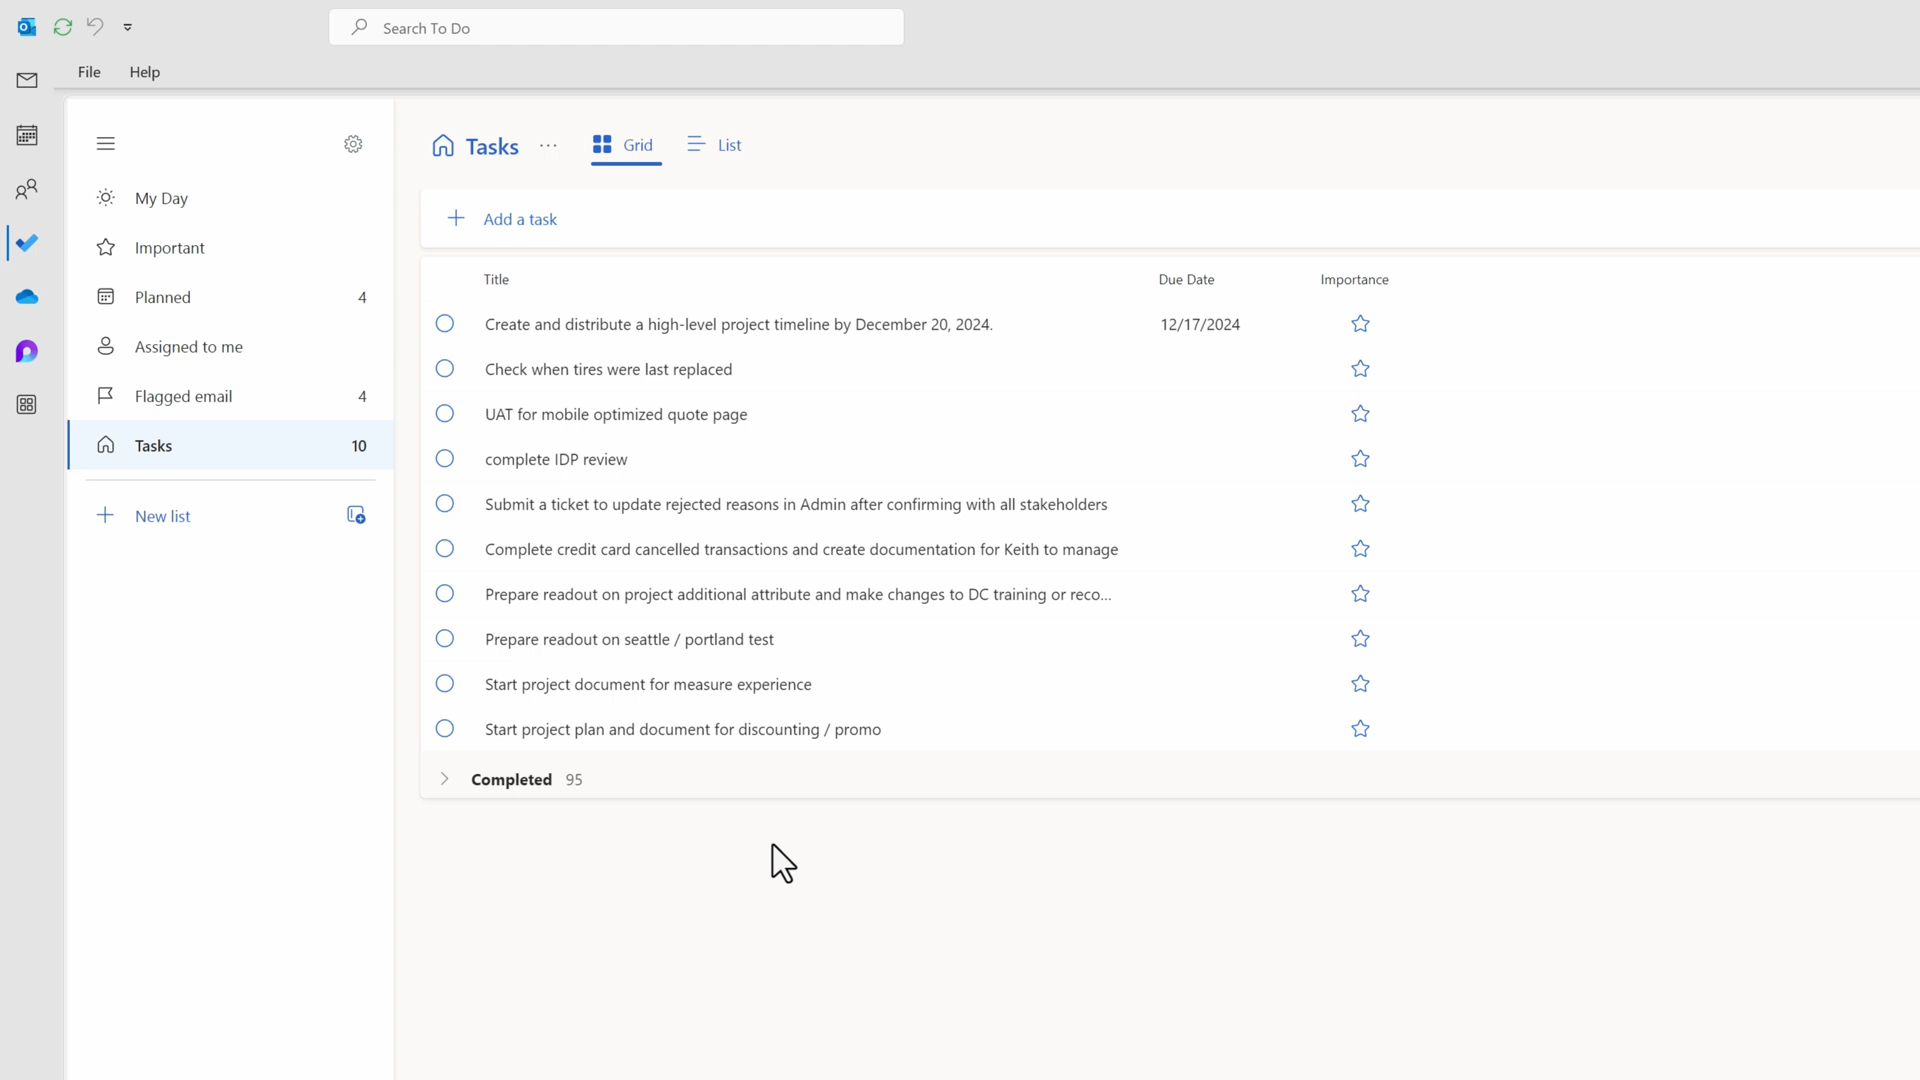 Search To Do
File Help
Tasks ... Grid List
My Day
Important
Planned 4
Assigned to me
Flagged email 4
Tasks 10
New list
Add a task
Title Due Date Importance
Create and distribute a high-level project timeline by December 20, 2024. 12/17/2024
Check when tires were last replaced
UAT for mobile optimized quote page
complete IDP review
Submit a ticket to update rejected reasons in Admin after confirming with all stakeholders
Complete credit card cancelled transactions and create documentation for Keith to manage
Prepare readout on project additional attribute and make changes to DC training or reco...
Prepare readout on seattle / portland test
Start project document for measure experience
Start project plan and document for discounting / promo
Completed 95